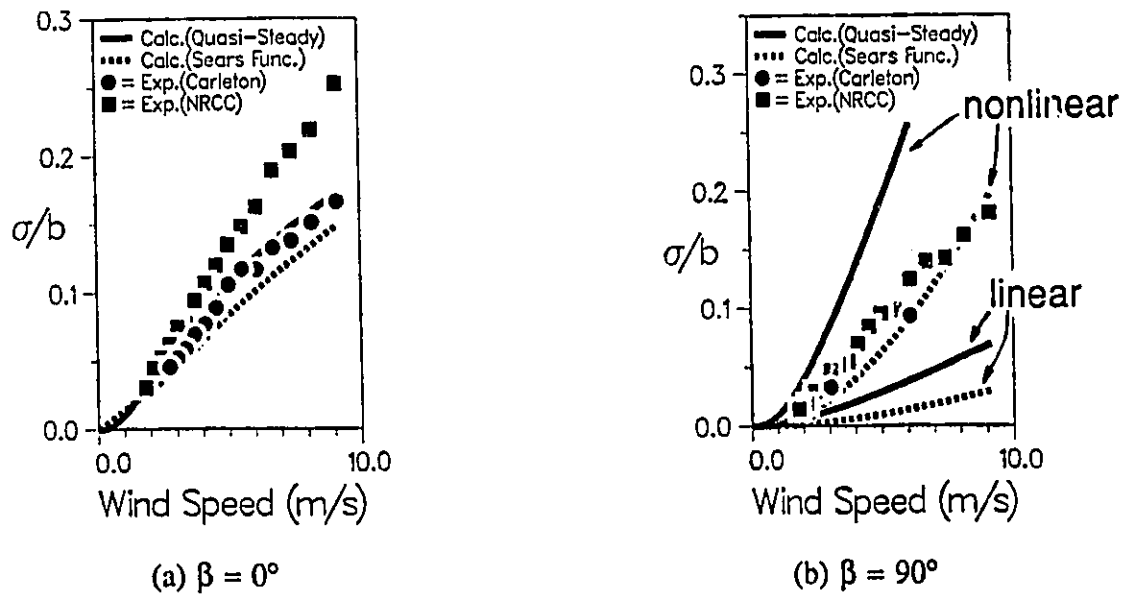 0.3
Calc.(Quasi-Steady)
Calc.(Sears Func.)
= Exp.(Carleton)
= Exp.(NRCC)
0.2
σ/b
0.1
0.0
0.0 10.0
Wind Speed (m/s)
(a) β = 0°
Calc.(Quasi-Steady)
Calc.(Sears Func.)
0.3
= Exp.(Carleton)
= Exp.(NRCC)
nonlinear
0.2
σ/b
0.1
linear
0.0
0.0 10.0
Wind Speed (m/s)
(b) β = 90°